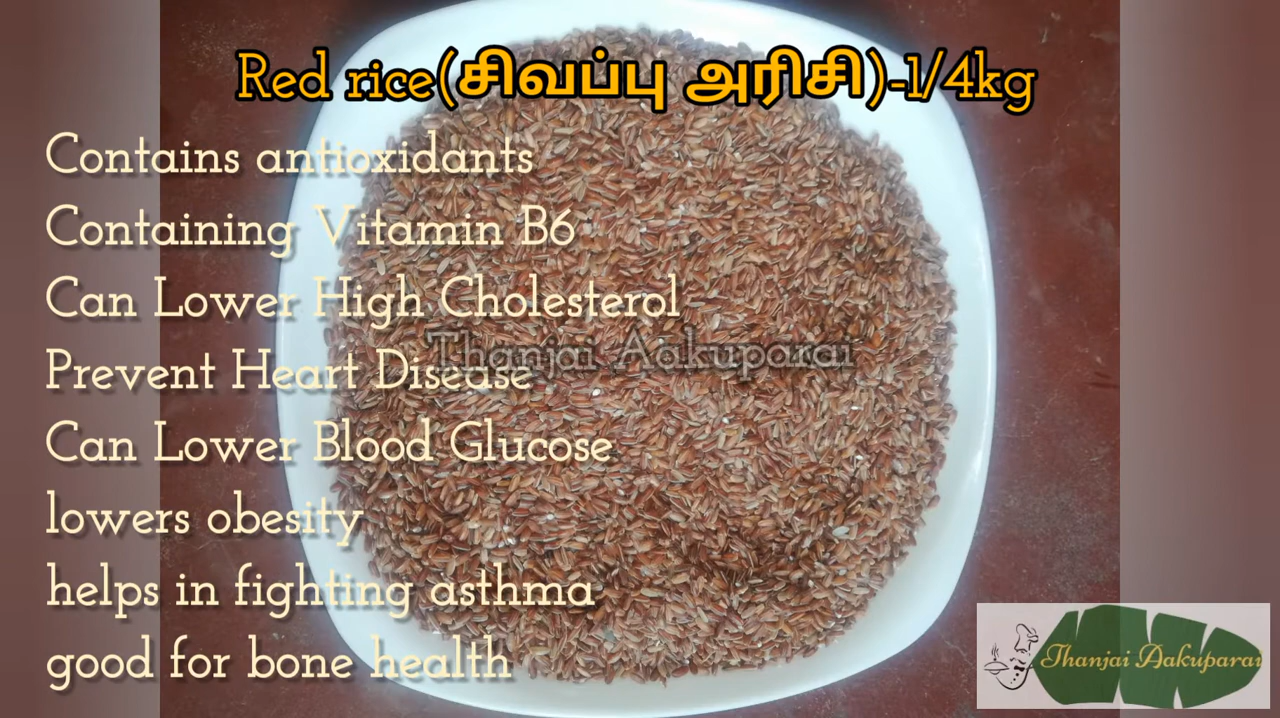 Red rice(சிவப்பு அரிசி)-1/4kg
Contains antioxidants
Containing Vitamin B6
Can Lower High Cholesterol
Thanjai Aakuparai
Prevent Heart Disease
Can Lower Blood Glucose
lowers obesity
helps in fighting asthma
good for bone health
Thanjai Aakuparai